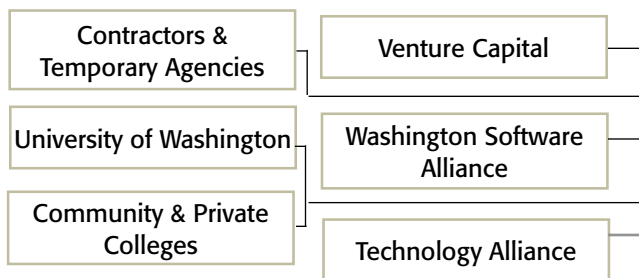 Contractors &
Temporary Agencies
Venture Capital
University of Washington
Washington Software
Alliance
Community & Private
Colleges
Technology Alliance